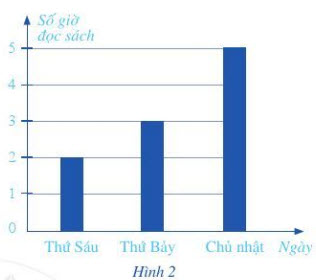 Số giờ
đọc sách
5
4
3
2
1
0
Thứ Sáu Thứ Bảy Chủ nhật Ngày
Hình 2